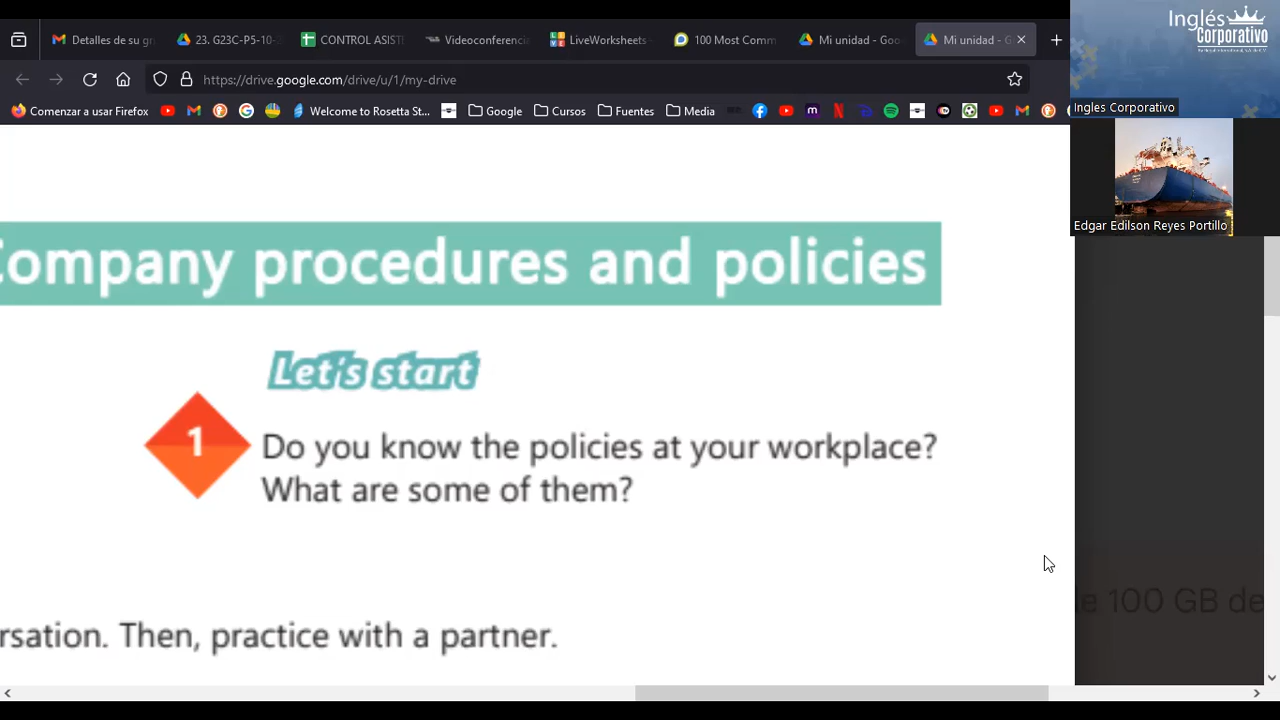 Detalles de su gr
23. G23C-P5-10-
CONTROL ASIST
Videoconferenc
LiveWorksheets
100 Most Comm
Mi unidad - Goo
Mi unidad - G
Inglés
Corporativo
https://drive.google.com/drive/u/1/my-drive
Ingles Corporativo
Comenzar a usar Firefox
Welcome to Rosetta St...
Google
Cursos
Fuentes
Media
Edgar Edilson Reyes Portillo
Company procedures and policies
Let's start
1
Do you know the policies at your workplace?
What are some of them?
le 100 GB de
rsation. Then, practice with a partner.